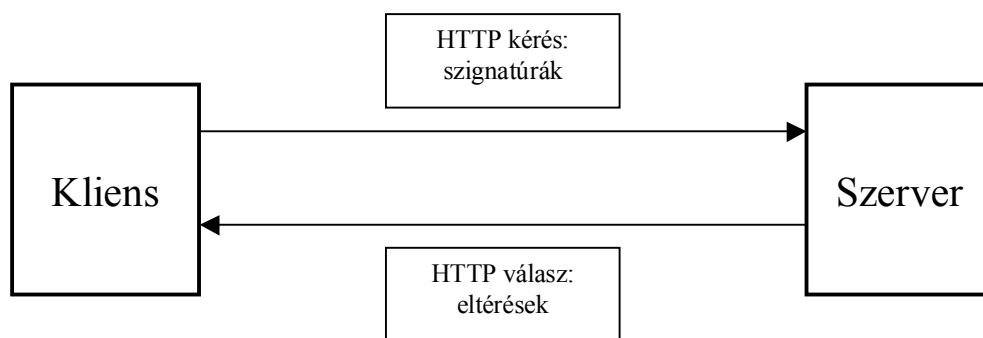 HTTP kérés:
szignatúrák
Kliens
Szerver
HTTP válasz:
eltérések